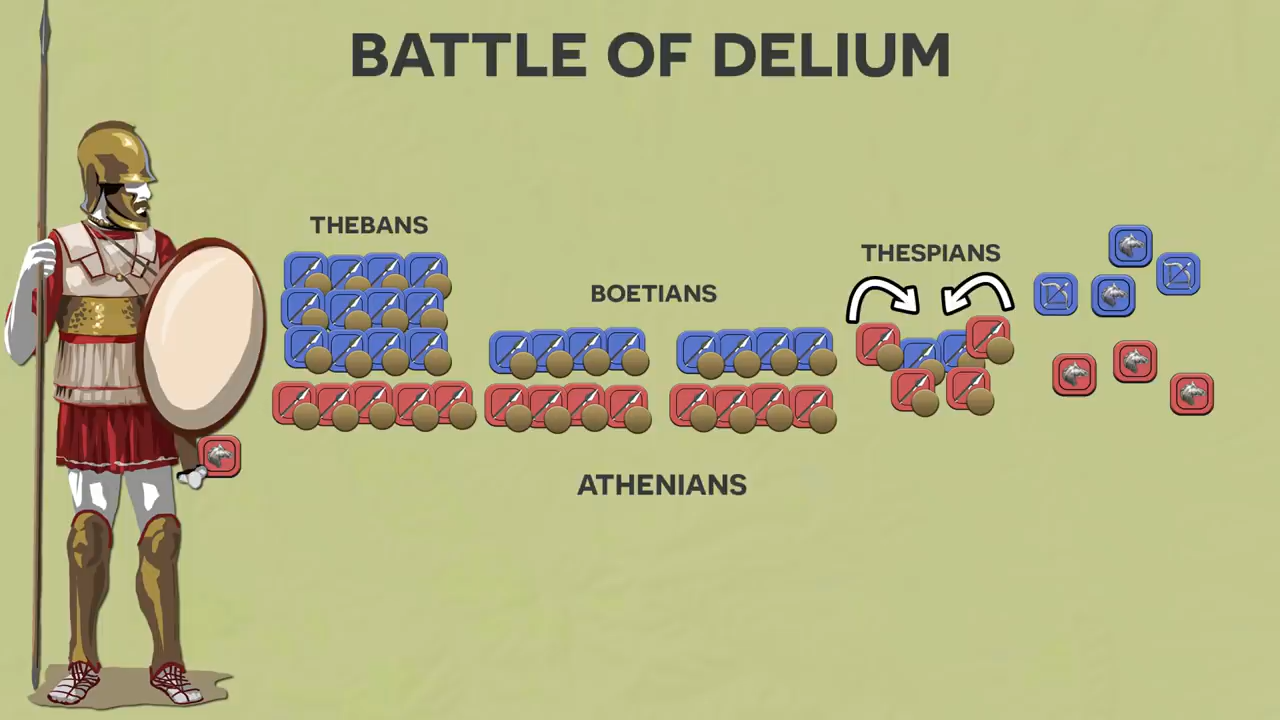 BATTLE OF DELIUM
THEBANS
BOETIANS
THESPIANS
ATHENIANS